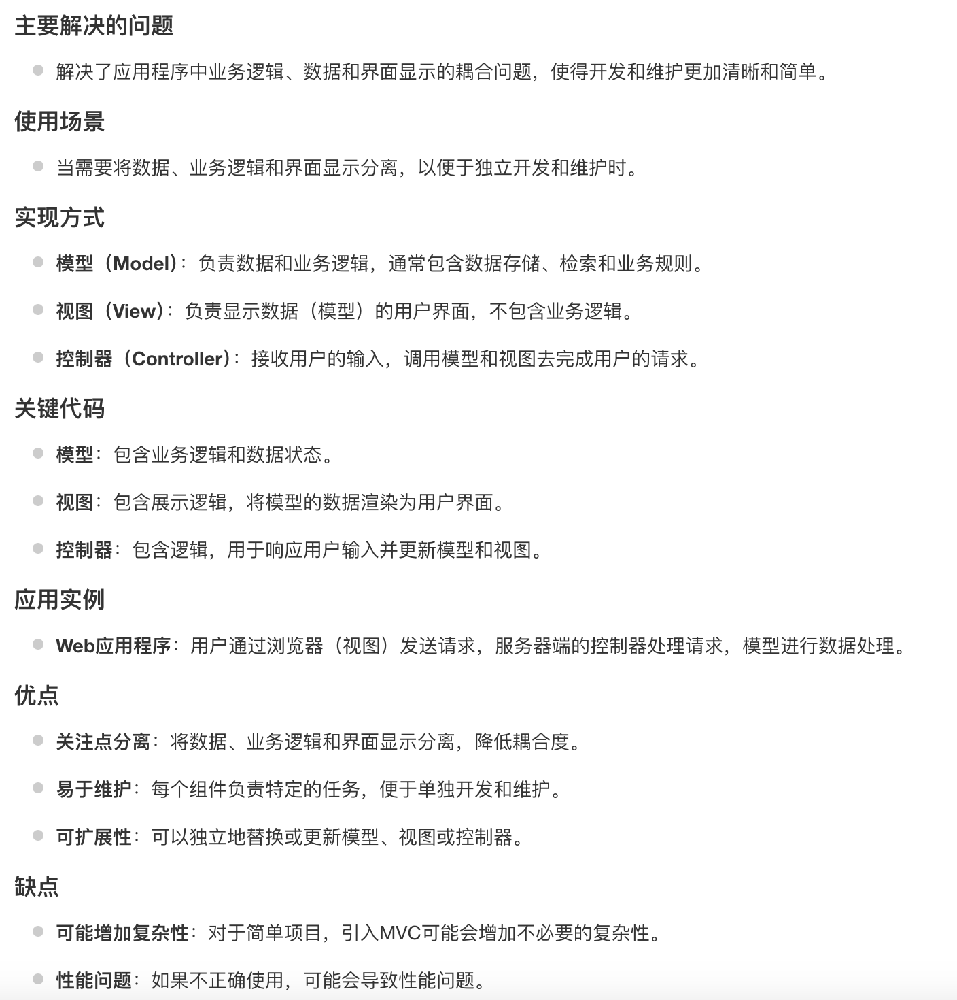 主要解决的问题
解决了应用程序中业务逻辑、数据和界面显示的耦合问题，使得开发和维护更加清晰和简单。
使用场景
当需要将数据、业务逻辑和界面显示分离，以便于独立开发和维护时。
实现方式
模型（Model）：负责数据和业务逻辑，通常包含数据存储、检索和业务规则。
视图（View）：负责显示数据（模型）的用户界面，不包含业务逻辑。
控制器（Controller）：接收用户的输入，调用模型和视图去完成用户的请求。
关键代码
模型：包含业务逻辑和数据状态。
视图：包含展示逻辑，将模型的数据渲染为用户界面。
控制器：包含逻辑，用于响应用户输入并更新模型和视图。
应用实例
Web应用程序：用户通过浏览器（视图）发送请求，服务器端的控制器处理请求，模型进行数据处理。
优点
关注点分离：将数据、业务逻辑和界面显示分离，降低耦合度。
易于维护：每个组件负责特定的任务，便于单独开发和维护。
可扩展性：可以独立地替换或更新模型、视图或控制器。
缺点
可能增加复杂性：对于简单项目，引入MVC可能会增加不必要的复杂性。
性能问题：如果不正确使用，可能会导致性能问题。